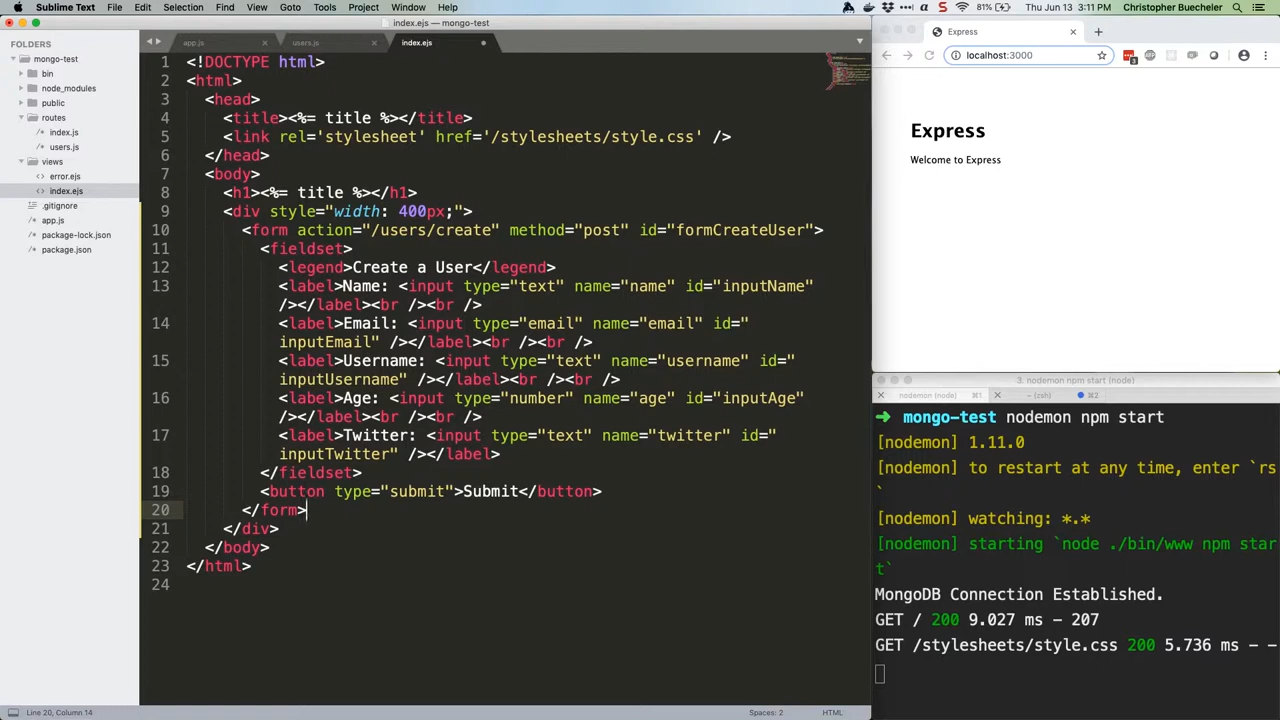 Sublime Text File Edit Selection Find View Goto Tools Project Window Help
81% Thu Jun 13 3:11 PM Christopher Buecheler
index.ejs — mongo-test
FOLDERS
mongo-test
bin
node_modules
public
routes
index.js
users.js
views
error.ejs
index.ejs
.gitignore
app.js
package-lock.json
package.json
app.js users.js index.ejs
1 <!DOCTYPE html>
2 <html>
3 <head>
4 <title><%= title %></title>
5 <link rel='stylesheet' href='/stylesheets/style.css' />
6 </head>
7 <body>
8 <h1><%= title %></h1>
9 <div style="width: 400px;">
10 <form action="/users/create" method="post" id="formCreateUser">
11 <fieldset>
12 <legend>Create a User</legend>
13 <label>Name: <input type="text" name="name" id="inputName"
/></label><br /><br />
14 <label>Email: <input type="email" name="email" id="
inputEmail" /></label><br /><br />
15 <label>Username: <input type="text" name="username" id="
inputUsername" /></label><br /><br />
16 <label>Age: <input type="number" name="age" id="inputAge"
/></label><br /><br />
17 <label>Twitter: <input type="text" name="twitter" id="
inputTwitter" /></label>
18 </fieldset>
19 <button type="submit">Submit</button>
20 </form>
21 </div>
22 </body>
23 </html>
24
Line 20, Column 14 Spaces: 2 HTML
Express
localhost:3000
Express
Welcome to Express
3. nodemon npm start (node)
nodemon (node) ⌘1 ~ (zsh) ⌘2
➜ mongo-test nodemon npm start
[nodemon] 1.11.0
[nodemon] to restart at any time, enter `rs
`
[nodemon] watching: *.*
[nodemon] starting `node ./bin/www npm star
t`
MongoDB Connection Established.
GET / 200 9.027 ms - 207
GET /stylesheets/style.css 200 5.736 ms - -